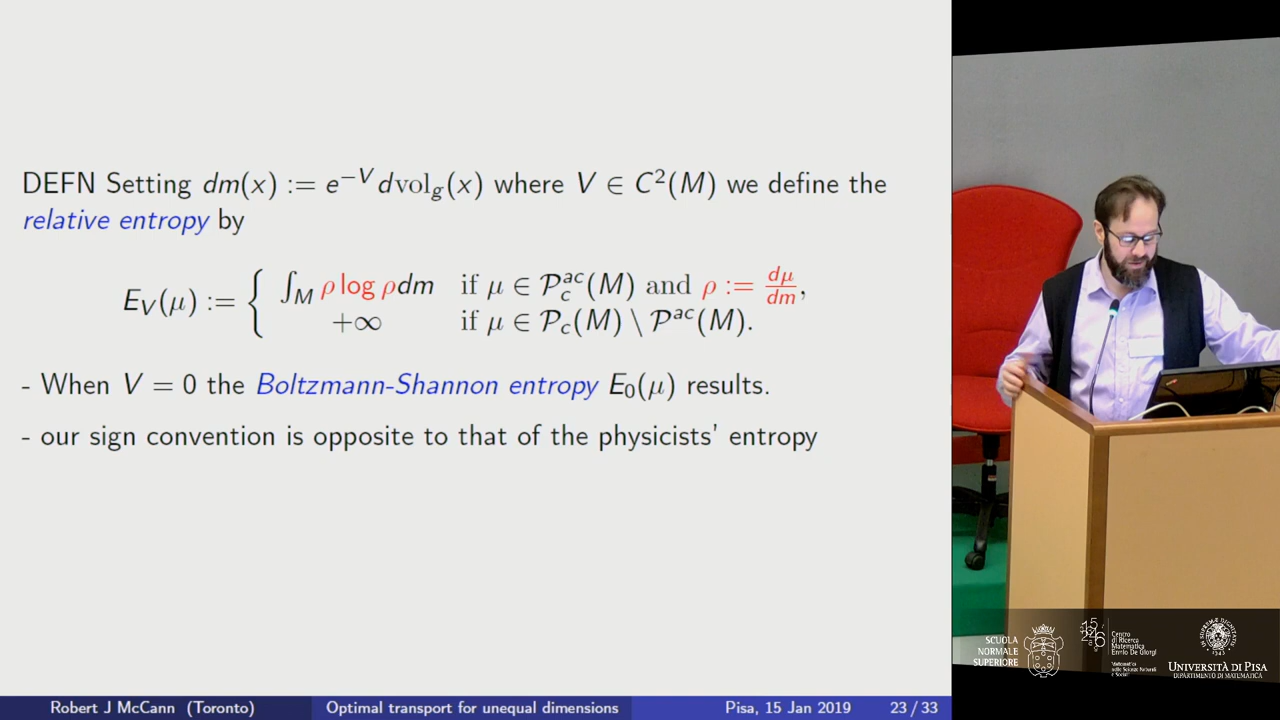 DEFN Setting dm(x) := e^{-V} dvol_g(x) where V ∈ C²(M) we define the
relative entropy by
E_V(μ) := { ∫_M ρ log ρdm if μ ∈ P_c^{ac}(M) and ρ := dμ/dm,
+∞ if μ ∈ P_c(M) \ P^{ac}(M).
- When V = 0 the Boltzmann-Shannon entropy E₀(μ) results.
- our sign convention is opposite to that of the physicists' entropy
SCUOLA
NORMALE
SUPERIORE
Centro
di Ricerca
Matematica
Ennio De Giorgi
UNIVERSITÀ DI PISA
DIPARTIMENTO DI MATEMATICA
Robert J McCann (Toronto) Optimal transport for unequal dimensions Pisa, 15 Jan 2019 23 / 33